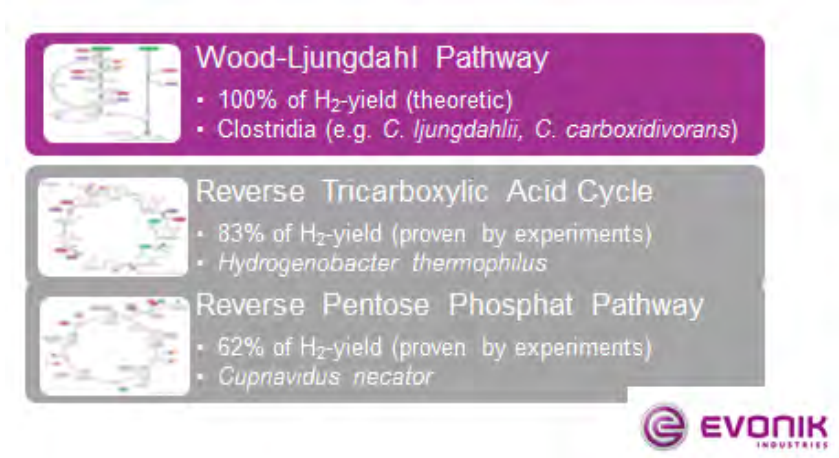 Wood-Ljungdahl Pathway
• 100% of H₂-yield (theoretic)
• Clostridia (e.g. C. ljungdahlii, C. carboxidivorans)
Reverse Tricarboxylic Acid Cycle
• 83% of H₂-yield (proven by experiments)
• Hydrogenobacter thermophilus
Reverse Pentose Phosphat Pathway
• 62% of H₂-yield (proven by experiments)
• Cupriavidus necator
EVONIK
INDUSTRIES